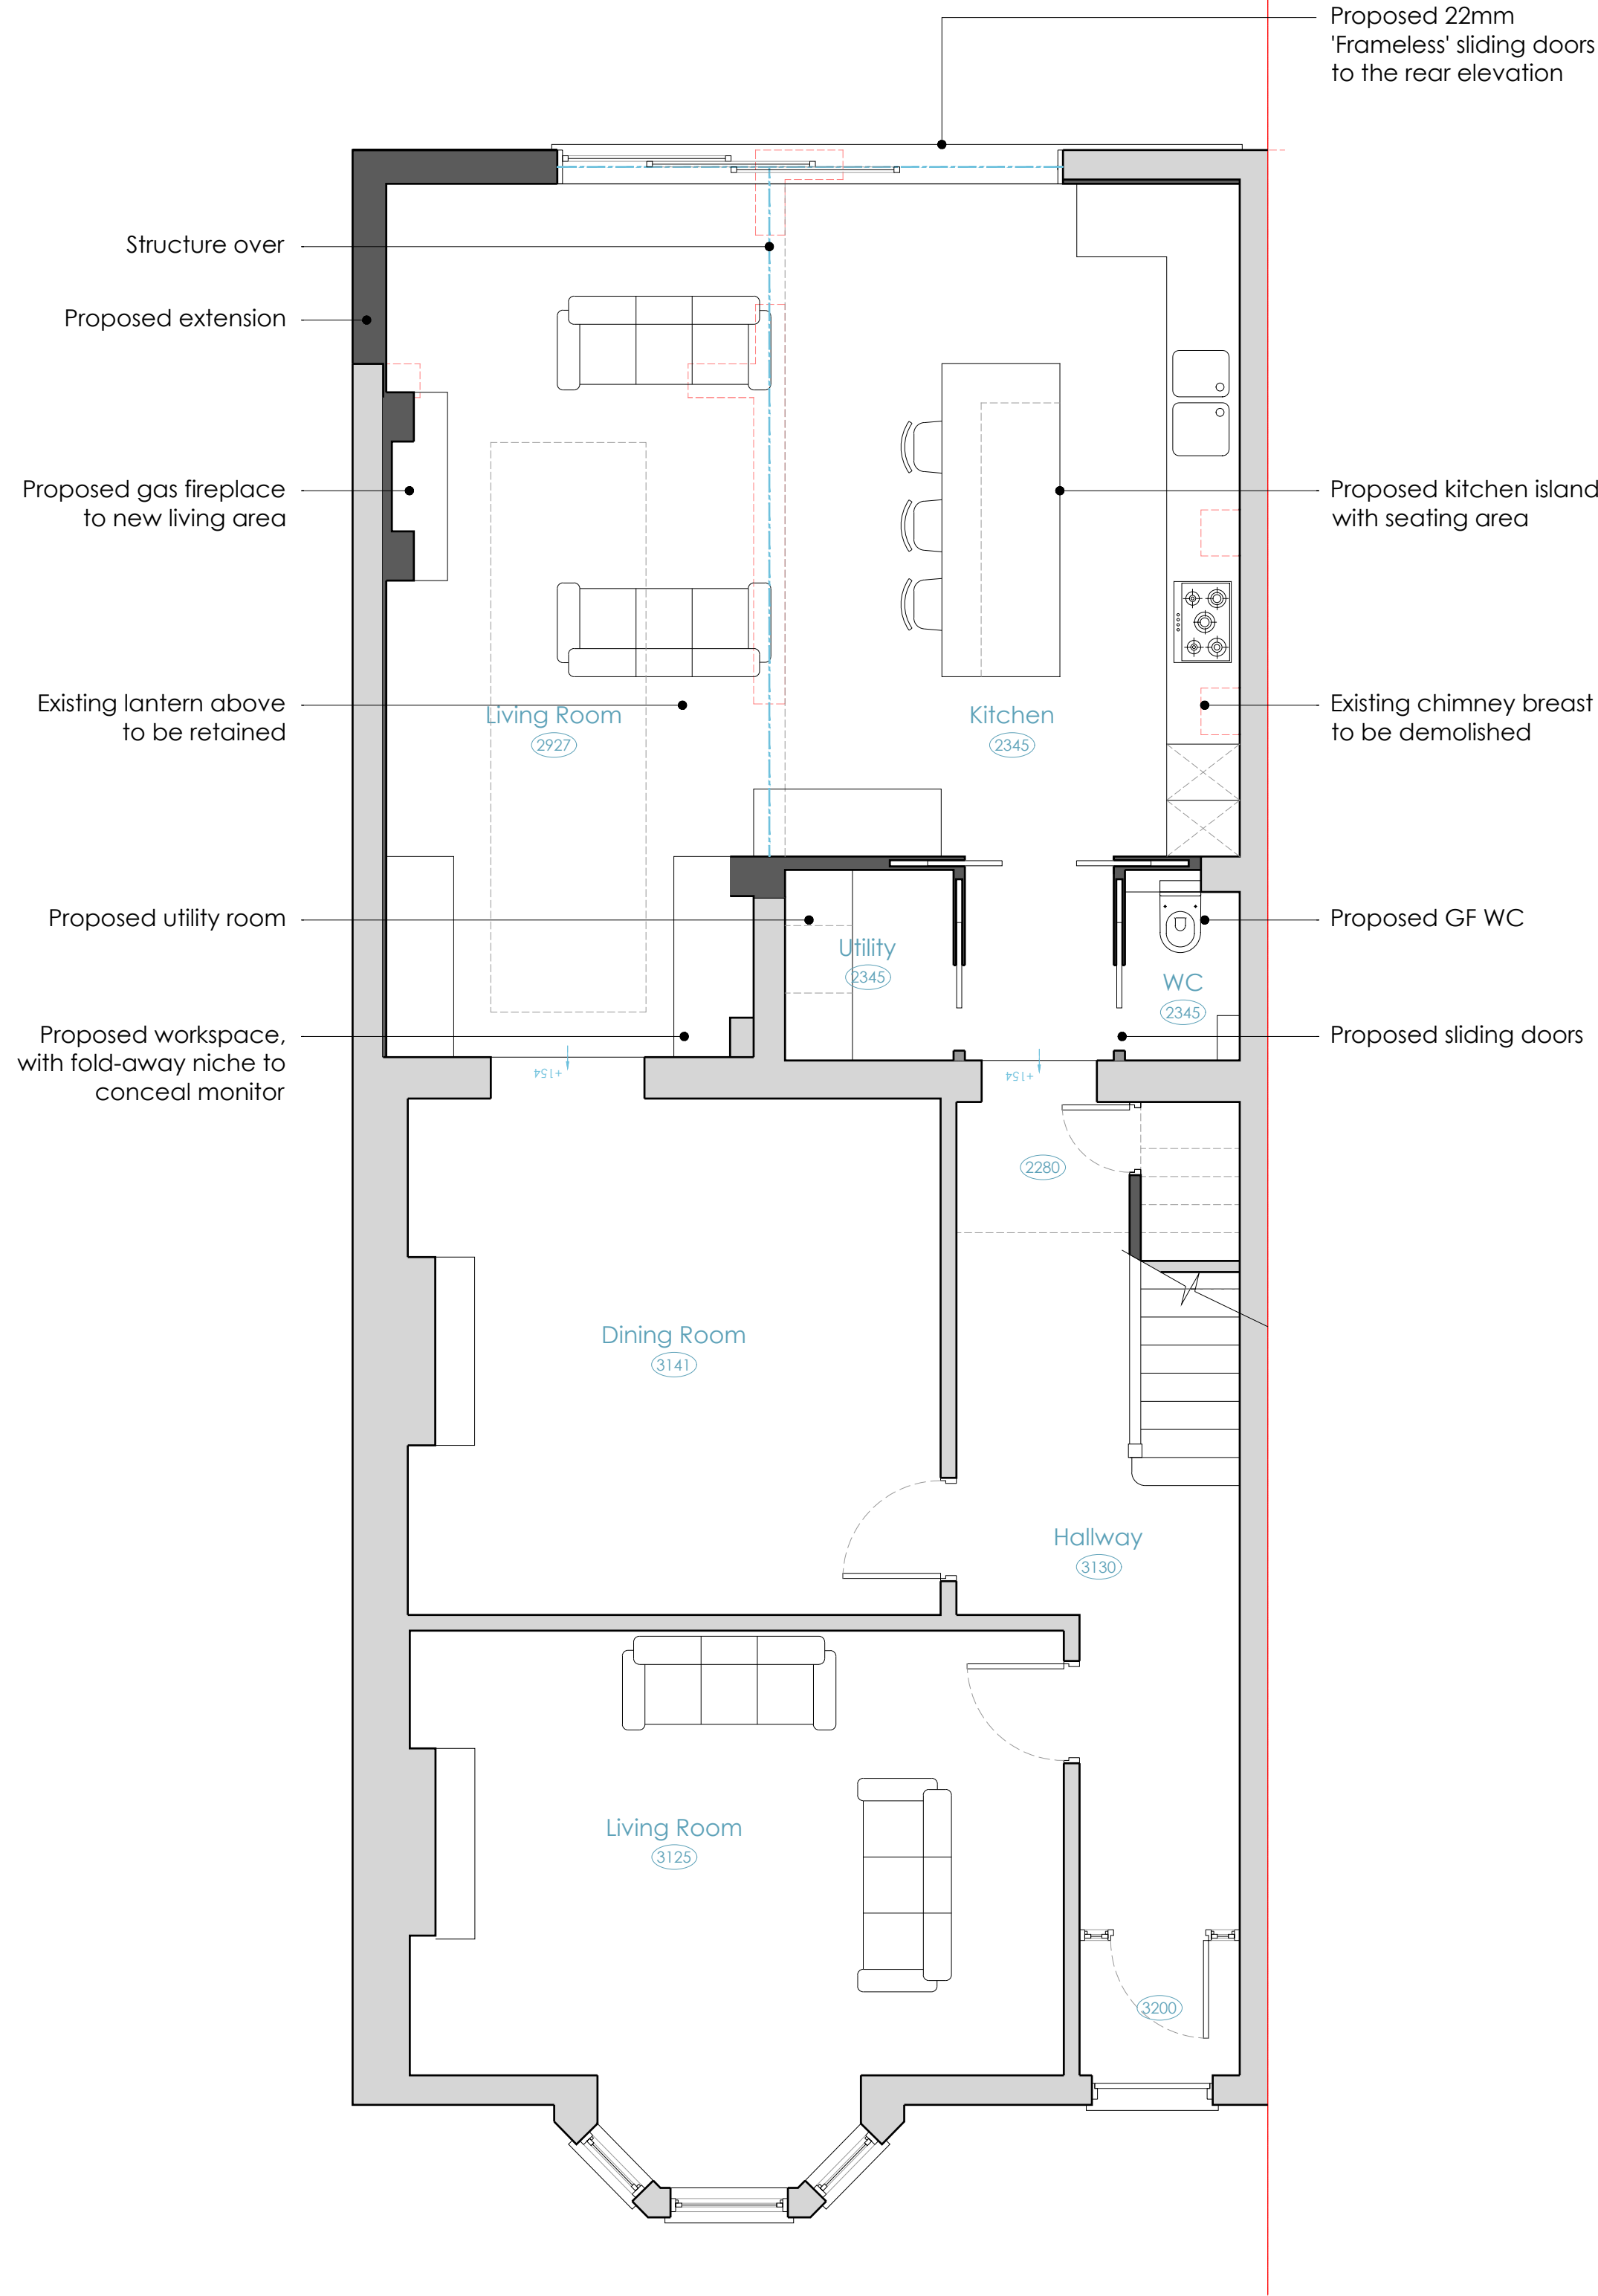 Proposed 22mm
'Frameless' sliding doors
to the rear elevation
Structure over
Proposed extension
Proposed gas fireplace
to new living area
Proposed kitchen island
with seating area
Existing lantern above
to be retained
Living Room
2927
Kitchen
2345
Existing chimney breast
to be demolished
Proposed utility room
Utility
2345
Proposed GF WC
WC
2345
Proposed workspace,
with fold-away niche to
conceal monitor
Proposed sliding doors
+154
+154
2280
Dining Room
3141
Hallway
3130
Living Room
3125
3200